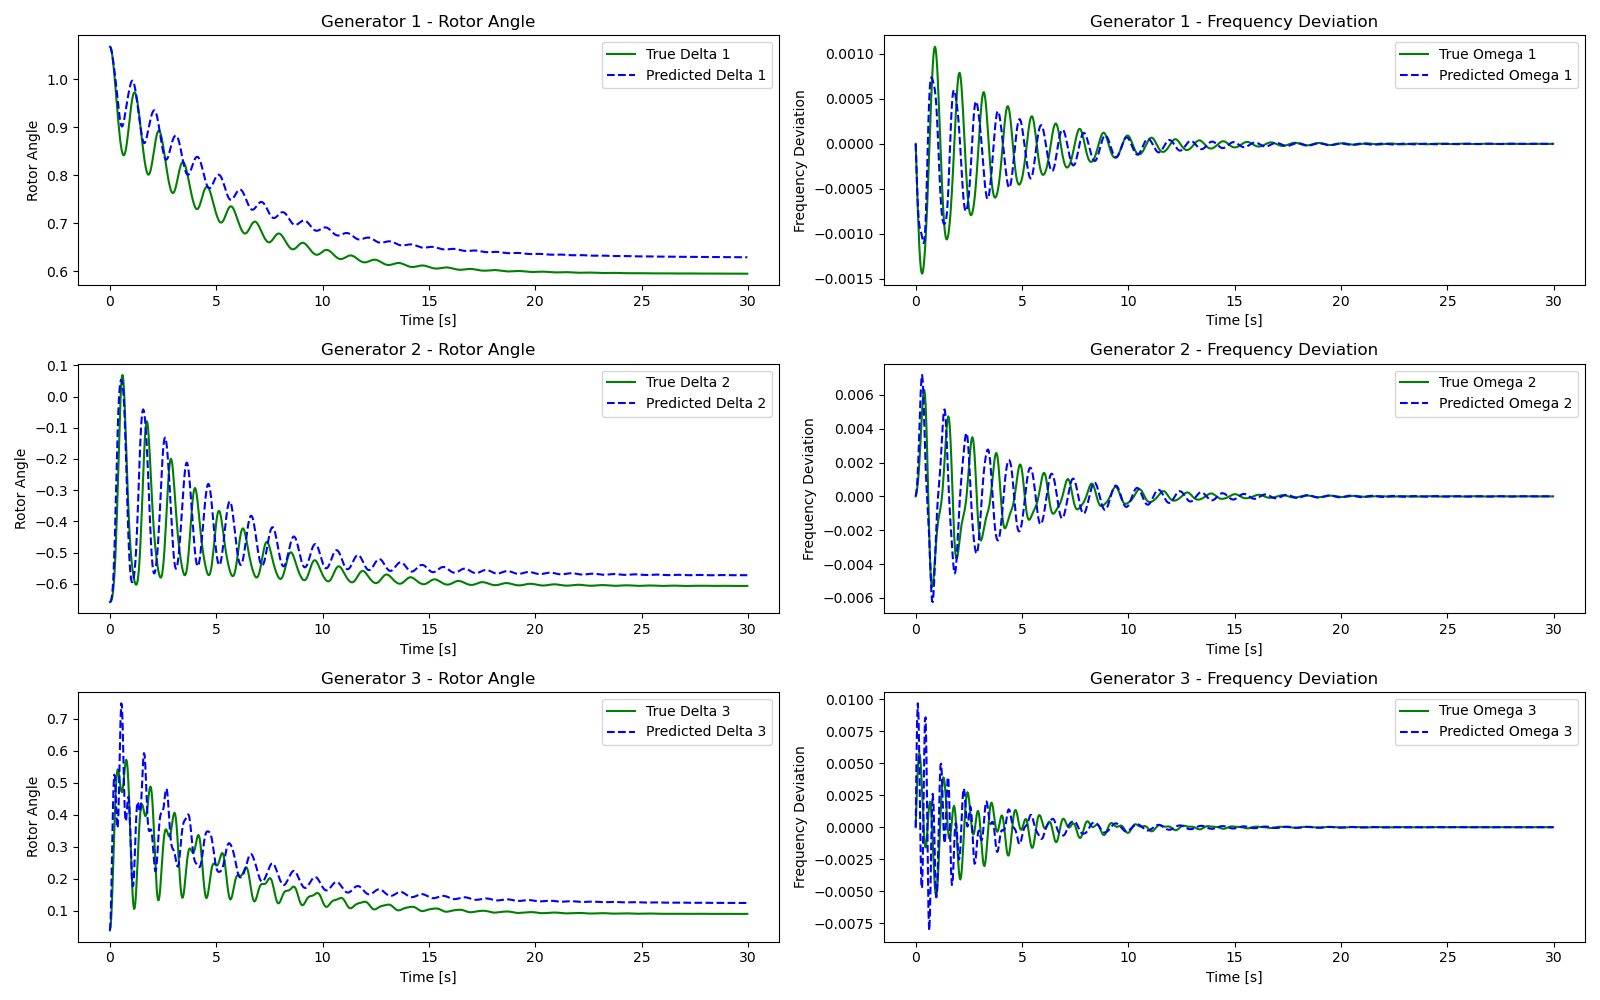 Generator 1 - Rotor Angle
True Delta 1
Predicted Delta 1
Rotor Angle
1.0
0.9
0.8
0.7
0.6
0
5
10
15
20
25
30
Time [s]
Generator 1 - Frequency Deviation
True Omega 1
Predicted Omega 1
Frequency Deviation
0.0010
0.0005
0.0000
−0.0005
−0.0010
−0.0015
0
5
10
15
20
25
30
Time [s]
Generator 2 - Rotor Angle
True Delta 2
Predicted Delta 2
Rotor Angle
0.1
0.0
−0.1
−0.2
−0.3
−0.4
−0.5
−0.6
0
5
10
15
20
25
30
Time [s]
Generator 2 - Frequency Deviation
True Omega 2
Predicted Omega 2
Frequency Deviation
0.006
0.004
0.002
0.000
−0.002
−0.004
−0.006
0
5
10
15
20
25
30
Time [s]
Generator 3 - Rotor Angle
True Delta 3
Predicted Delta 3
Rotor Angle
0.7
0.6
0.5
0.4
0.3
0.2
0.1
0
5
10
15
20
25
30
Time [s]
Generator 3 - Frequency Deviation
True Omega 3
Predicted Omega 3
Frequency Deviation
0.0100
0.0075
0.0050
0.0025
0.0000
−0.0025
−0.0050
−0.0075
0
5
10
15
20
25
30
Time [s]